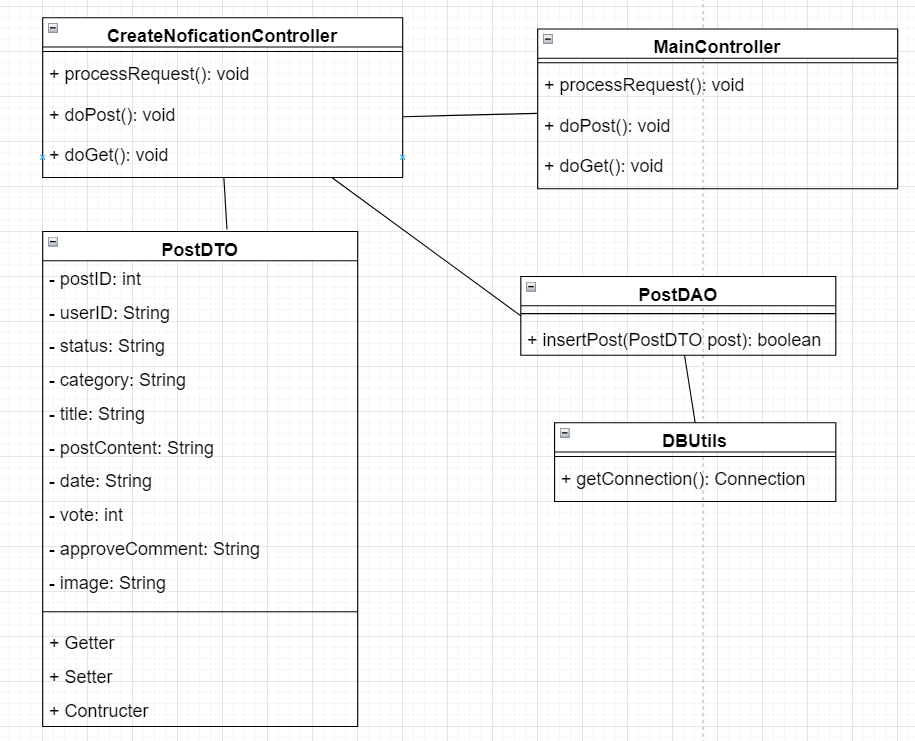 CreateNoficationController
+ processRequest(): void
+ doPost(): void
+ doGet(): void
MainController
+ processRequest(): void
+ doPost(): void
+ doGet(): void
PostDTO
- postID: int
- userID: String
- status: String
- category: String
- title: String
- postContent: String
- date: String
- vote: int
- approveComment: String
- image: String
+ Getter
+ Setter
+ Contructer
PostDAO
+ insertPost(PostDTO post): boolean
DBUtils
+ getConnection(): Connection